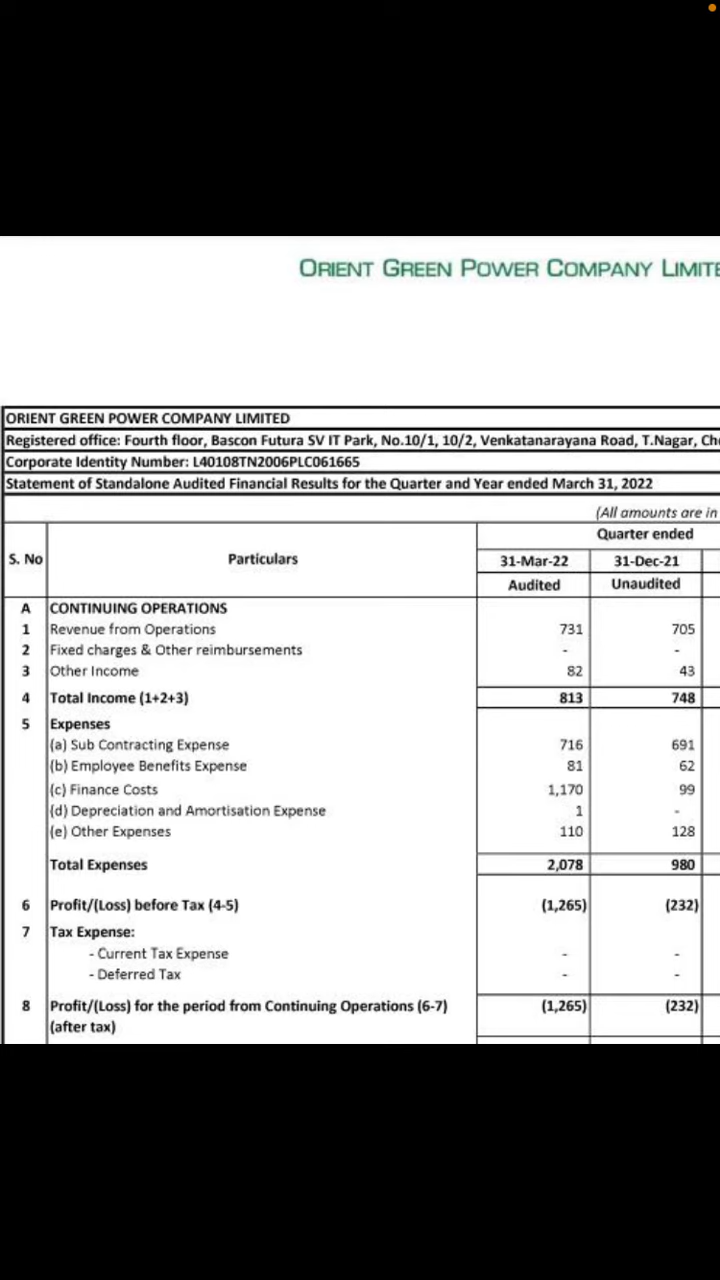 ORIENT GREEN POWER COMPANY LIMITE
ORIENT GREEN POWER COMPANY LIMITED
Registered office: Fourth floor, Bascon Futura SV IT Park, No.10/1, 10/2, Venkatanarayana Road, T.Nagar, Che
Corporate Identity Number: L40108TN2006PLC061665
Statement of Standalone Audited Financial Results for the Quarter and Year ended March 31, 2022
(All amounts are in
Quarter ended
S. No Particulars 31-Mar-22 31-Dec-21
Audited Unaudited
A CONTINUING OPERATIONS
1 Revenue from Operations 731 705
2 Fixed charges & Other reimbursements - -
3 Other Income 82 43
4 Total Income (1+2+3) 813 748
5 Expenses
(a) Sub Contracting Expense 716 691
(b) Employee Benefits Expense 81 62
(c) Finance Costs 1,170 99
(d) Depreciation and Amortisation Expense 1 -
(e) Other Expenses 110 128
Total Expenses 2,078 980
6 Profit/(Loss) before Tax (4-5) (1,265) (232)
7 Tax Expense:
- Current Tax Expense - -
- Deferred Tax - -
8 Profit/(Loss) for the period from Continuing Operations (6-7) (1,265) (232)
(after tax)